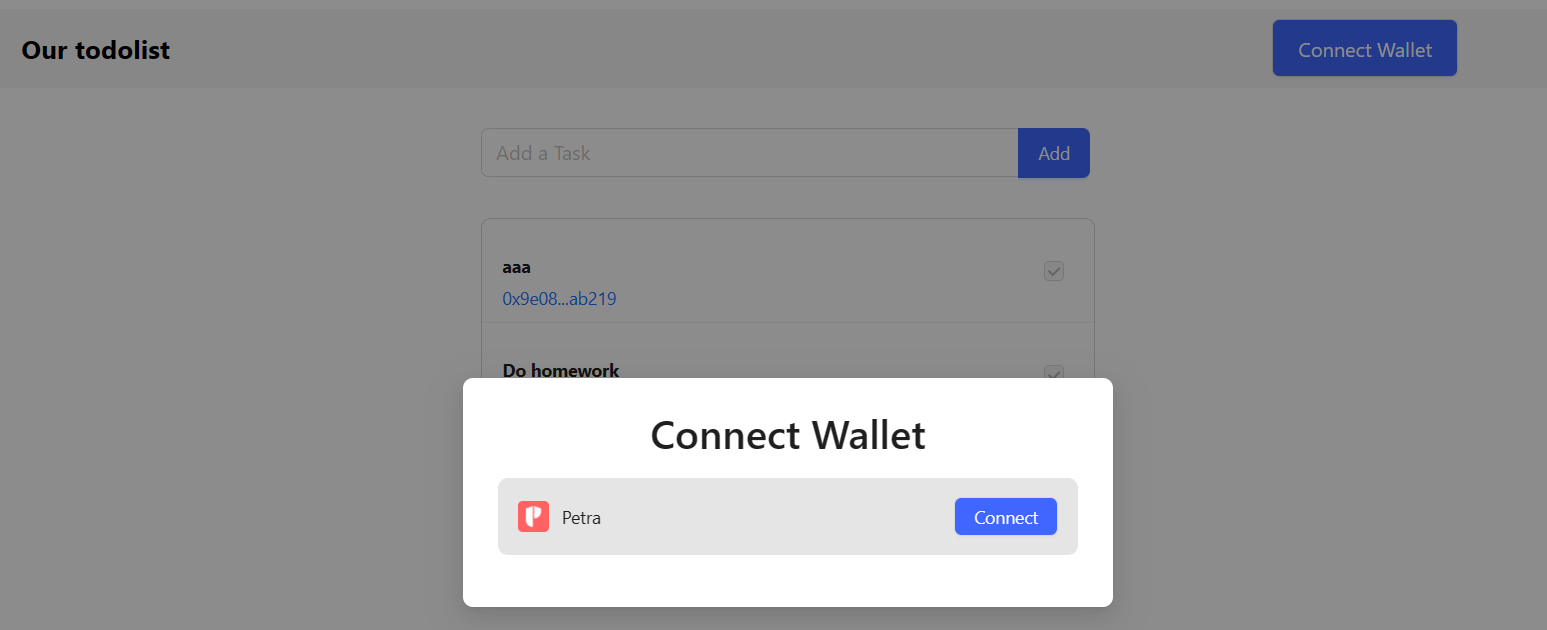 Our todolist
Connect Wallet
Add a Task
Add
aaa
0x9e08...ab219
Do homework
Connect Wallet
Petra
Connect